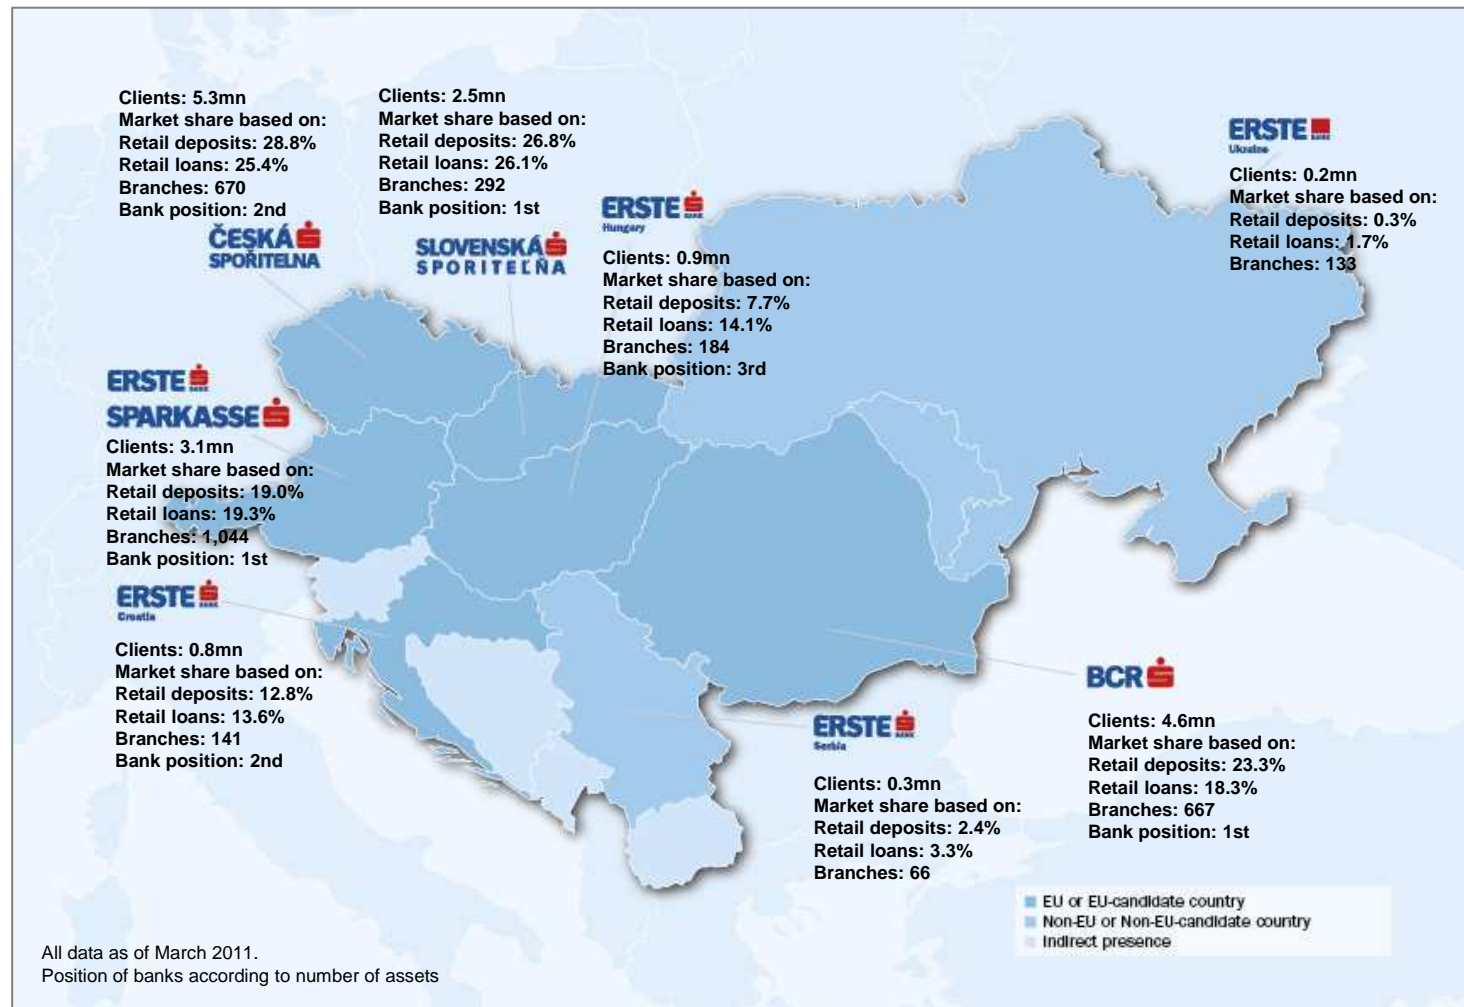 Clients: 5.3mn
Market share based on:
Retail deposits: 28.8%
Retail loans: 25.4%
Branches: 670
Bank position: 2nd
ČESKÁ
SPOŘITELNA
Clients: 2.5mn
Market share based on:
Retail deposits: 26.8%
Retail loans: 26.1%
Branches: 292
Bank position: 1st
SLOVENSKÁ
SPORITEĽŇA
ERSTE
BANK
Hungary
Clients: 0.9mn
Market share based on:
Retail deposits: 7.7%
Retail loans: 14.1%
Branches: 184
Bank position: 3rd
ERSTE
BANK
Ukraine
Clients: 0.2mn
Market share based on:
Retail deposits: 0.3%
Retail loans: 1.7%
Branches: 133
ERSTE
BANK
SPARKASSE
Clients: 3.1mn
Market share based on:
Retail deposits: 19.0%
Retail loans: 19.3%
Branches: 1,044
Bank position: 1st
ERSTE
BANK
Croatia
Clients: 0.8mn
Market share based on:
Retail deposits: 12.8%
Retail loans: 13.6%
Branches: 141
Bank position: 2nd
ERSTE
BANK
Serbia
Clients: 0.3mn
Market share based on:
Retail deposits: 2.4%
Retail loans: 3.3%
Branches: 66
BCR
Clients: 4.6mn
Market share based on:
Retail deposits: 23.3%
Retail loans: 18.3%
Branches: 667
Bank position: 1st
EU or EU-candidate country
Non-EU or Non-EU-candidate country
Indirect presence
All data as of March 2011.
Position of banks according to number of assets